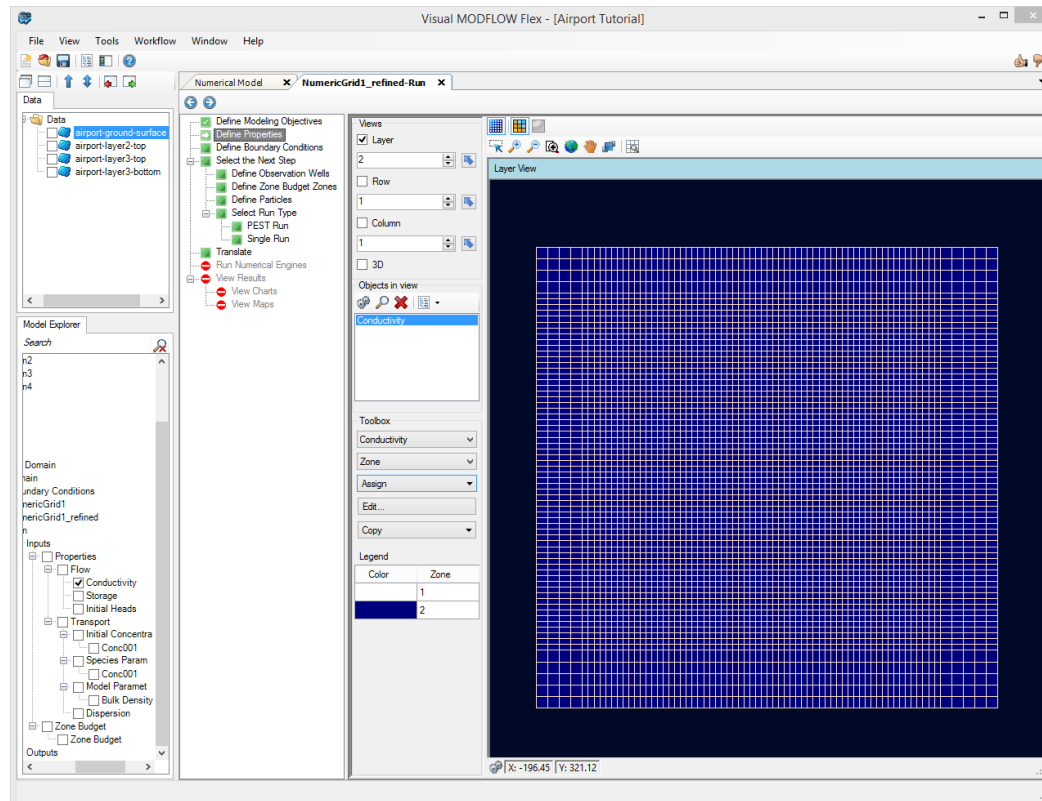 Visual MODFLOW Flex - [Airport Tutorial]
File View Tools Workflow Window Help
Numerical Model X NumericGrid1_refined-Run X
Data
Data
airport-ground-surface
airport-layer2-top
airport-layer3-top
airport-layer3-bottom
Model Explorer
Search
n2
n3
n4
Domain
nain
undary Conditions
nericGrid1
nericGrid1_refined
n
Inputs
Properties
Flow
Conductivity
Storage
Initial Heads
Transport
Initial Concentra
Conc001
Species Param
Conc001
Model Paramet
Bulk Density
Dispersion
Zone Budget
Zone Budget
Outputs
Define Modeling Objectives
Define Properties
Define Boundary Conditions
Select the Next Step
Define Observation Wells
Define Zone Budget Zones
Define Particles
Select Run Type
PEST Run
Single Run
Translate
Run Numerical Engines
View Results
View Charts
View Maps
Views
Layer
2
Row
1
Column
1
3D
Objects in view
Conductivity
Toolbox
Conductivity
Zone
Assign
Edit...
Copy
Legend
Color Zone
1
2
Layer View
X: -196.45 Y: 321.12